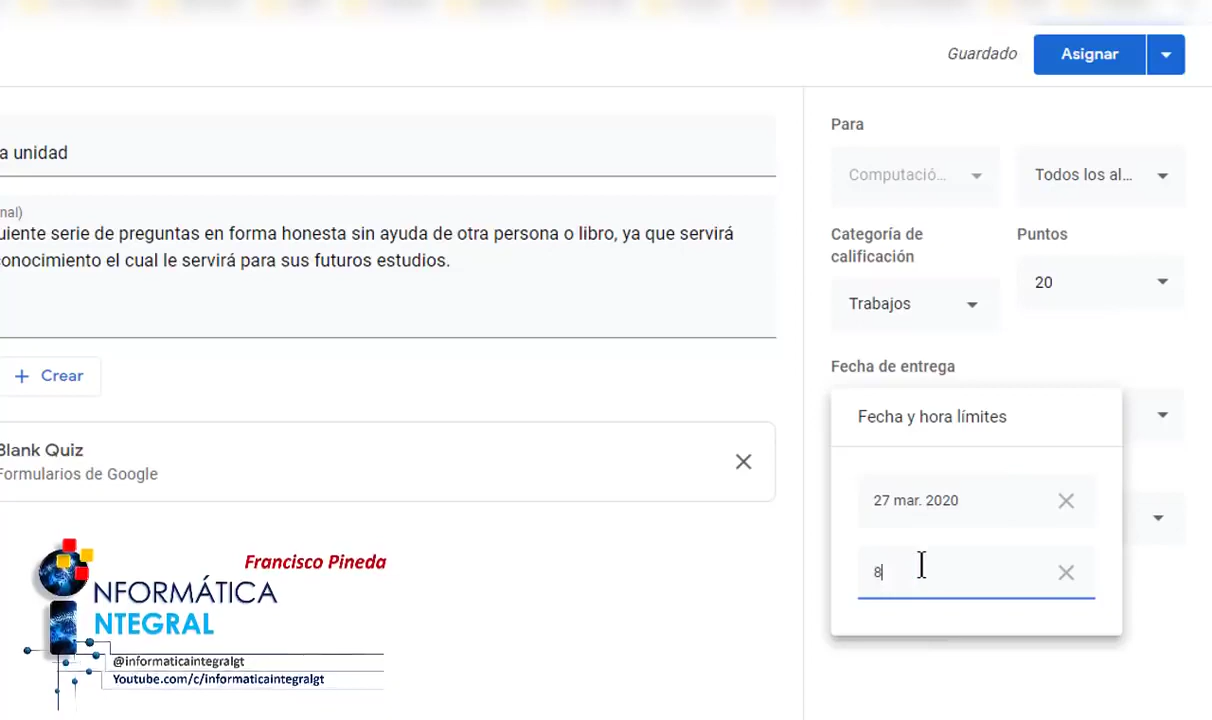 Guardado
Asignar
a unidad
nal)
uiente serie de preguntas en forma honesta sin ayuda de otra persona o libro, ya que servirá
onocimiento el cual le servirá para sus futuros estudios.
+ Crear
Blank Quiz
Formularios de Google
Para
Computació...
Todos los al...
Categoría de
calificación
Puntos
Trabajos
20
Fecha de entrega
Fecha y hora límites
27 mar. 2020
8
Francisco Pineda
INFORMÁTICA
INTEGRAL
@informaticaintegralgt
Youtube.com/c/informaticaintegralgt